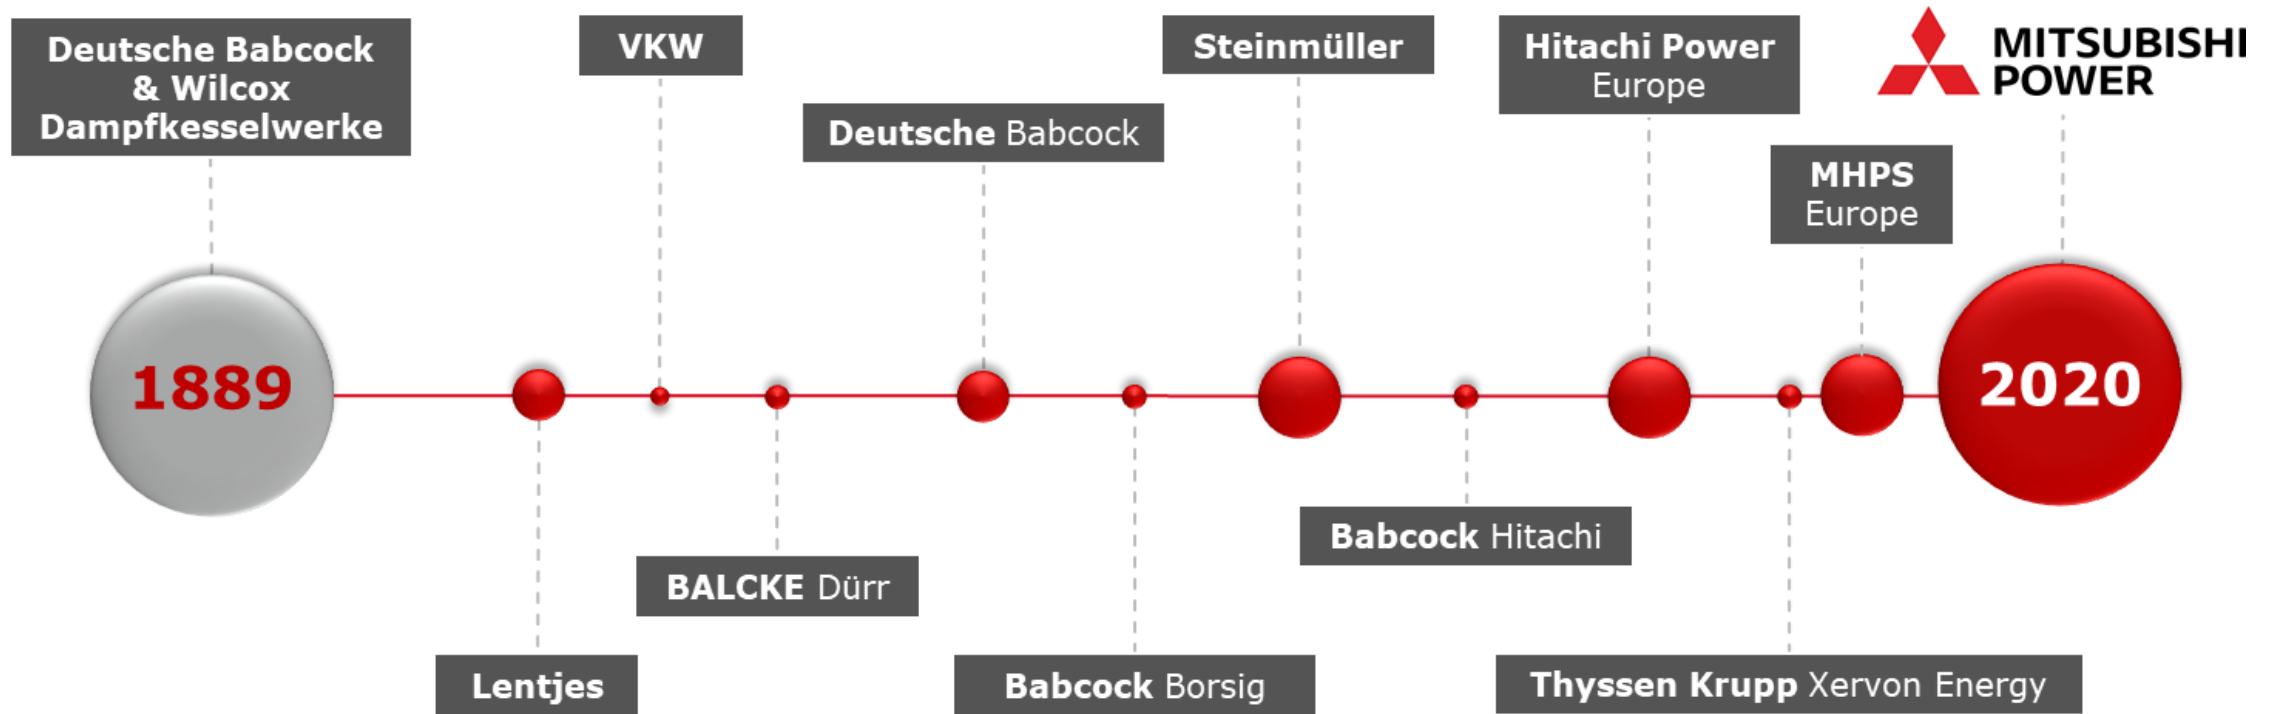 Deutsche Babcock
& Wilcox
Dampfkesselwerke
VKW
Deutsche Babcock
Steinmüller
Hitachi Power
Europe
MHPS
Europe
MITSUBISHI
POWER
1889
2020
Lentjes
BALCKE Dürr
Babcock Borsig
Babcock Hitachi
Thyssen Krupp Xervon Energy